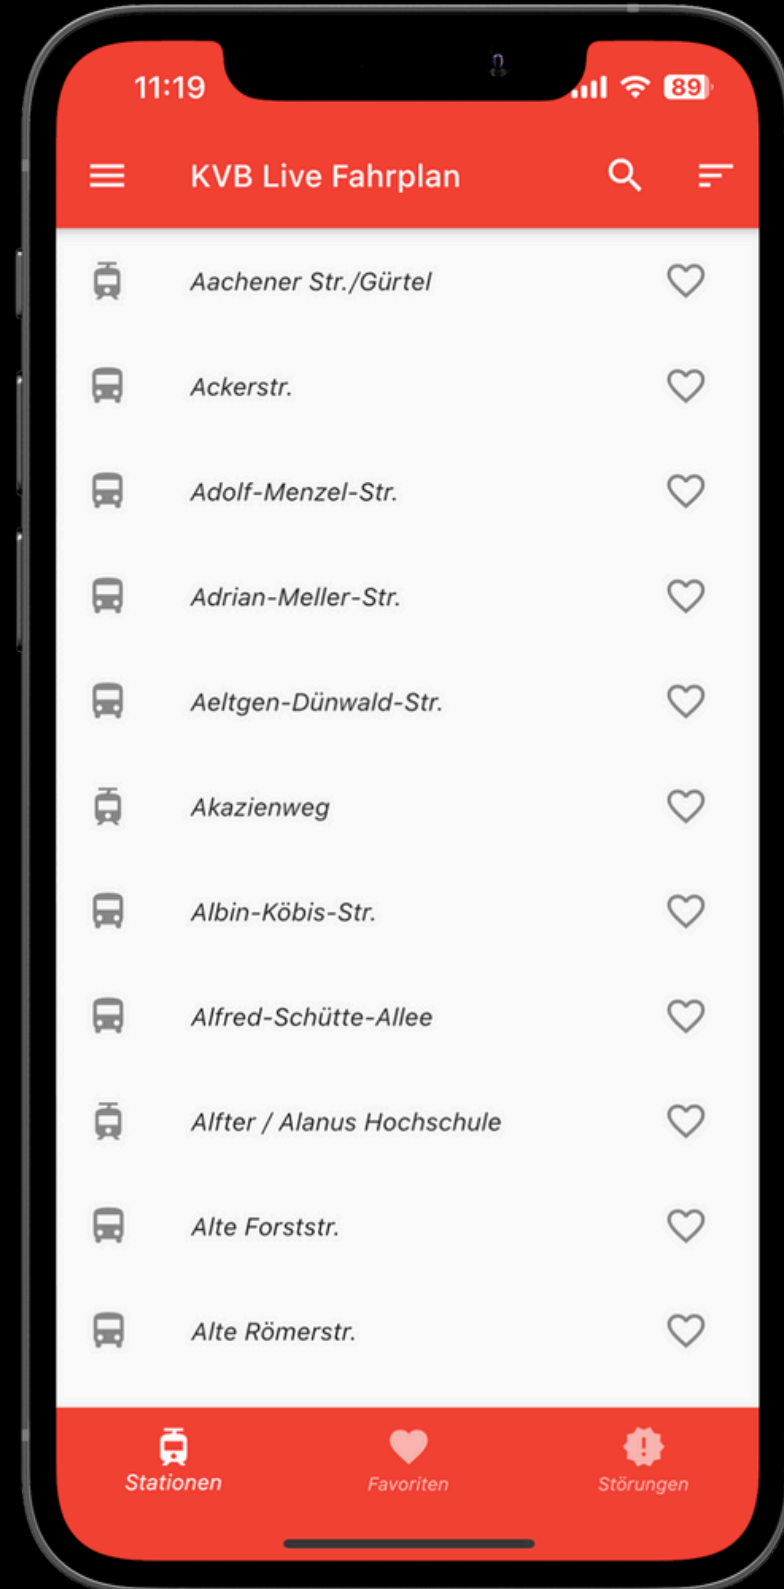 11:19
89
KVB Live Fahrplan
Aachener Str./Gürtel
Ackerstr.
Adolf-Menzel-Str.
Adrian-Meller-Str.
Aeltgen-Dünwald-Str.
Akazienweg
Albin-Köbis-Str.
Alfred-Schütte-Allee
Alfter / Alanus Hochschule
Alte Forststr.
Alte Römerstr.
Stationen
Favoriten
Störungen